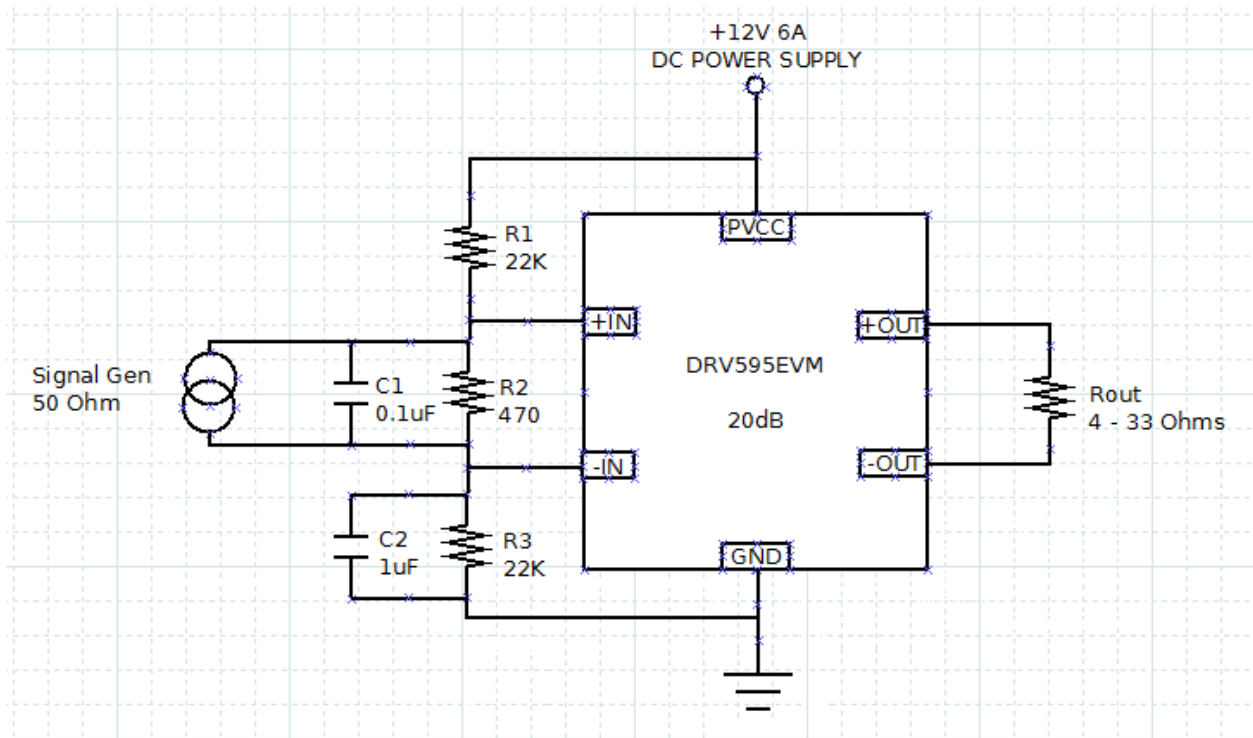 +12V 6A
DC POWER SUPPLY
PVCC
R1
22K
+IN
+OUT
Signal Gen
50 Ohm
C1
0.1uF
R2
470
DRV595EVM
20dB
Rout
4 - 33 Ohms
-IN
-OUT
C2
1uF
R3
22K
GND